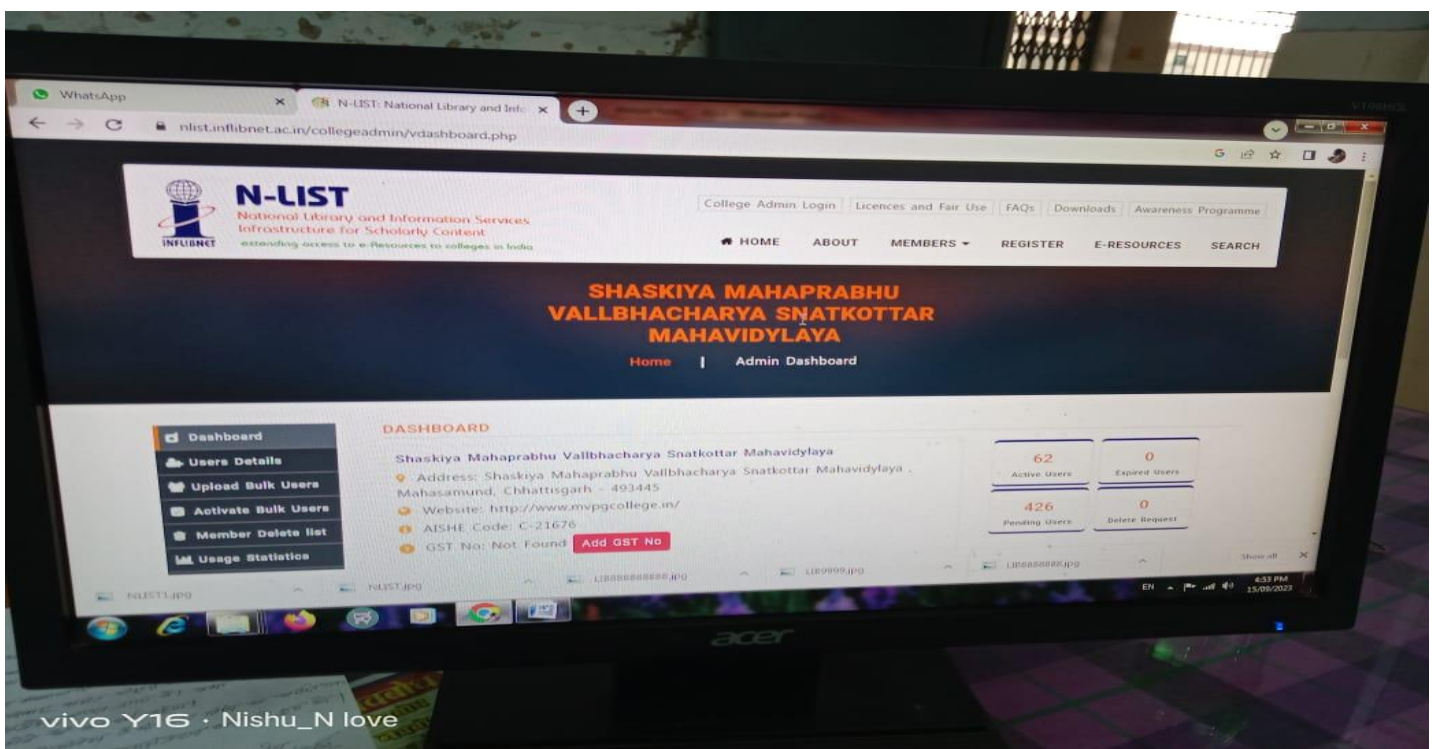 WhatsApp
N-LIST: National Library and Info
V196HQL
nlist.inflibnet.ac.in/collegeadmin/vdashboard.php
N-LIST
National Library and Information Services
Infrastructure for Scholarly Content
extending access to e-Resources to colleges in India
INFLIBNET
College Admin Login
Licences and Fair Use
FAQs
Downloads
Awareness Programme
HOME
ABOUT
MEMBERS
REGISTER
E-RESOURCES
SEARCH
SHASKIYA MAHAPRABHU
VALLBHACHARYA SNATKOTTAR
MAHAVIDYLAYA
Home | Admin Dashboard
Dashboard
Users Details
Upload Bulk Users
Activate Bulk Users
Member Delete list
Usage Statistics
DASHBOARD
Shaskiya Mahaprabhu Vallbhacharya Snatkottar Mahavidylaya
Address: Shaskiya Mahaprabhu Vallbhacharya Snatkottar Mahavidylaya ,
Mahasamund, Chhattisgarh - 493445
Website: http://www.mvpgcollege.in/
AISHE Code: C-21676
GST No: Not Found Add GST No
62
Active Users
0
Expired Users
426
Pending Users
0
Delete Request
NLIST1.jpg
NLIST.jpg
Show all
EN
4:53 PM
acer
vivo Y16 · Nishu_N love